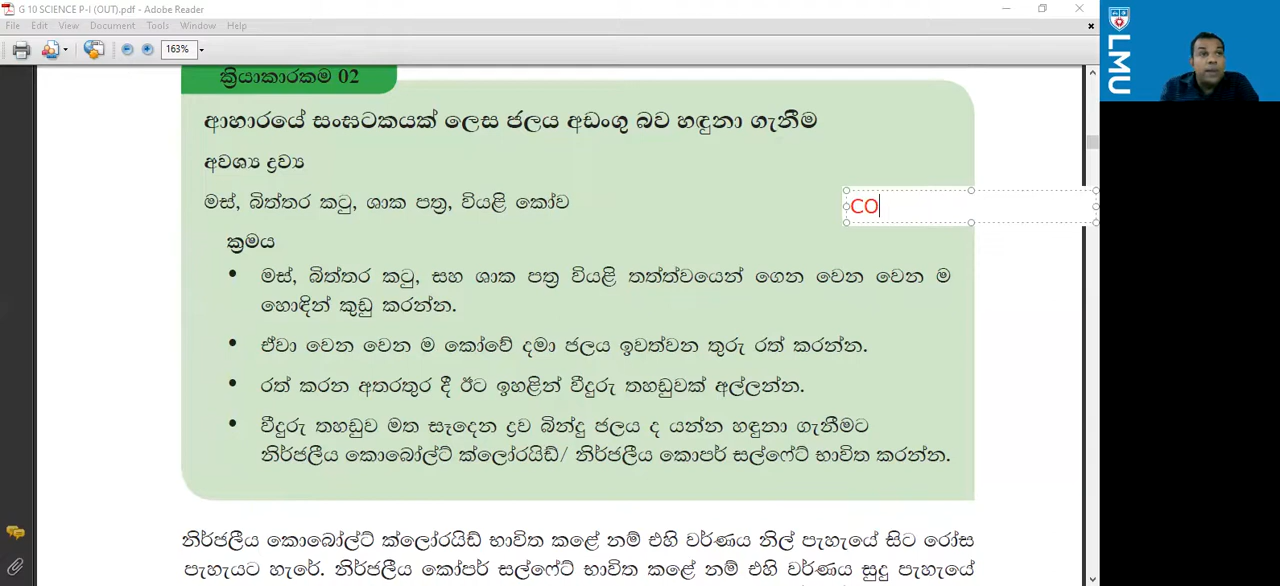 G 10 SCIENCE P-I (OUT).pdf - Adobe Reader
File Edit View Document Tools Window Help
163%
ක්‍රියාකාරකම 02
ආහාරයේ සංඝටකයක් ලෙස ජලය අඩංගු බව හඳුනා ගැනීම
අවශ්‍ය ද්‍රව්‍ය
මස්, බිත්තර කටු, ශාක පත්‍ර, වියළි කෝව
CO
ක්‍රමය
• මස්, බිත්තර කටු, සහ ශාක පත්‍ර වියළි තත්ත්වයෙන් ගෙන වෙන වෙන ම
හොඳින් කුඩු කරන්න.
• ඒවා වෙන වෙන ම කෝවේ දමා ජලය ඉවත්වන තුරු රත් කරන්න.
• රත් කරන අතරතුර දී ඊට ඉහළින් වීදුරු තහඩුවක් අල්ලන්න.
• වීදුරු තහඩුව මත සෑදෙන ද්‍රව බින්දු ජලය ද යන්න හඳුනා ගැනීමට
නිර්ජලීය කොබෝල්ට් ක්ලෝරයිඩ්/ නිර්ජලීය කොපර් සල්ෆේට් භාවිත කරන්න.
නිර්ජලීය කොබෝල්ට් ක්ලෝරයිඩ් භාවිත කළේ නම් එහි වර්ණය නිල් පැහැයේ සිට රෝස
පැහැයට හැරේ. නිර්ජලීය කෝපර් සල්ෆේට් භාවිත කළේ නම් එහි වර්ණය සුදු පැහැයේ
LMU